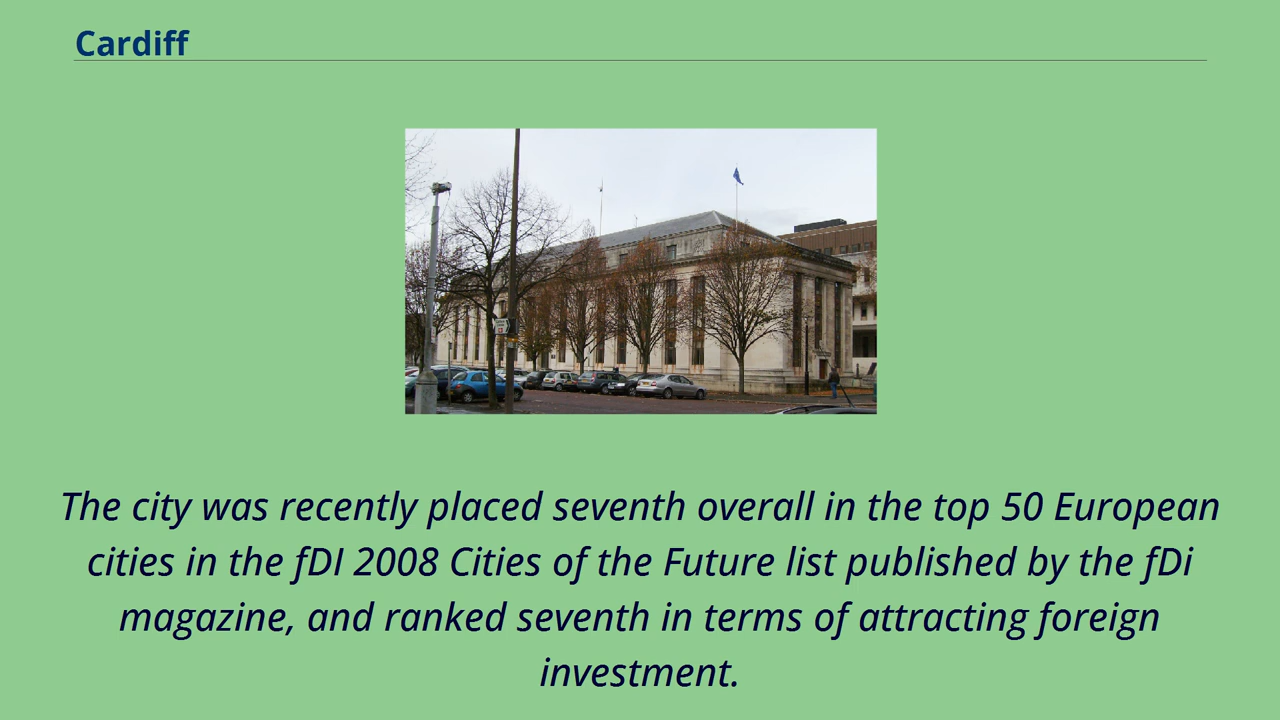 Cardiff
The city was recently placed seventh overall in the top 50 European
cities in the fDI 2008 Cities of the Future list published by the fDi
magazine, and ranked seventh in terms of attracting foreign
investment.